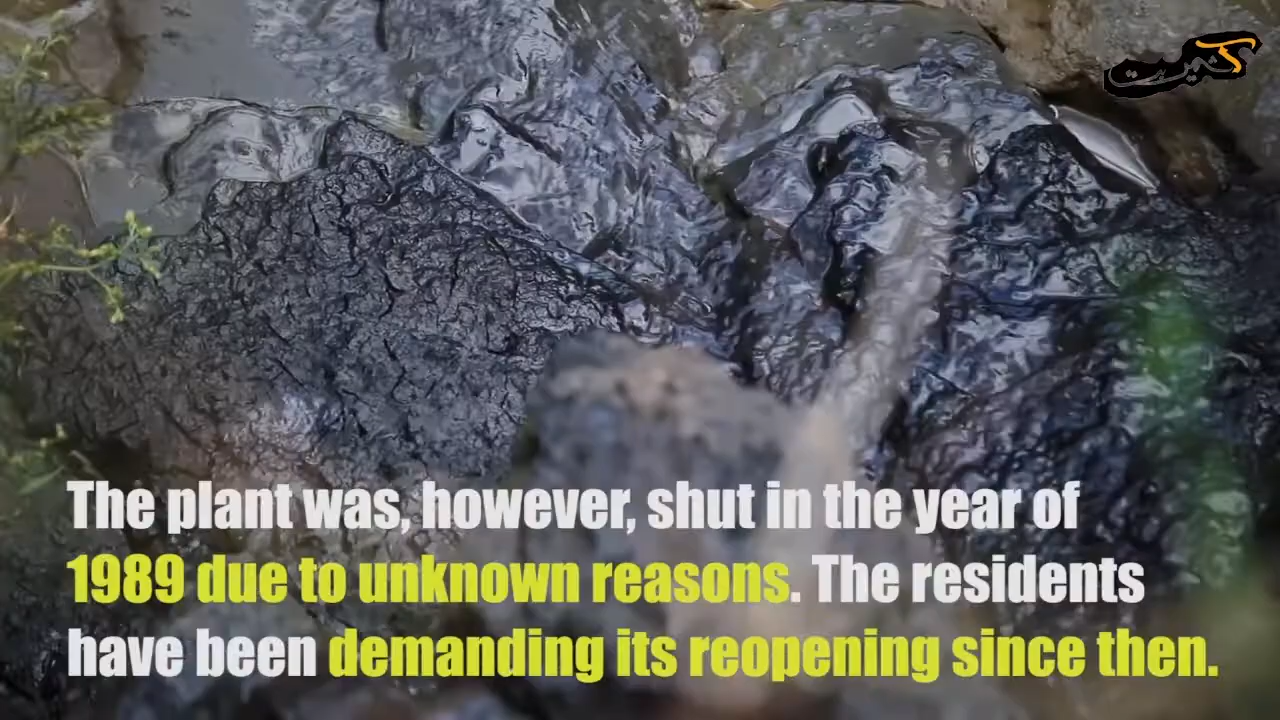 کشمیریت
The plant was, however, shut in the year of
1989 due to unknown reasons. The residents
have been demanding its reopening since then.